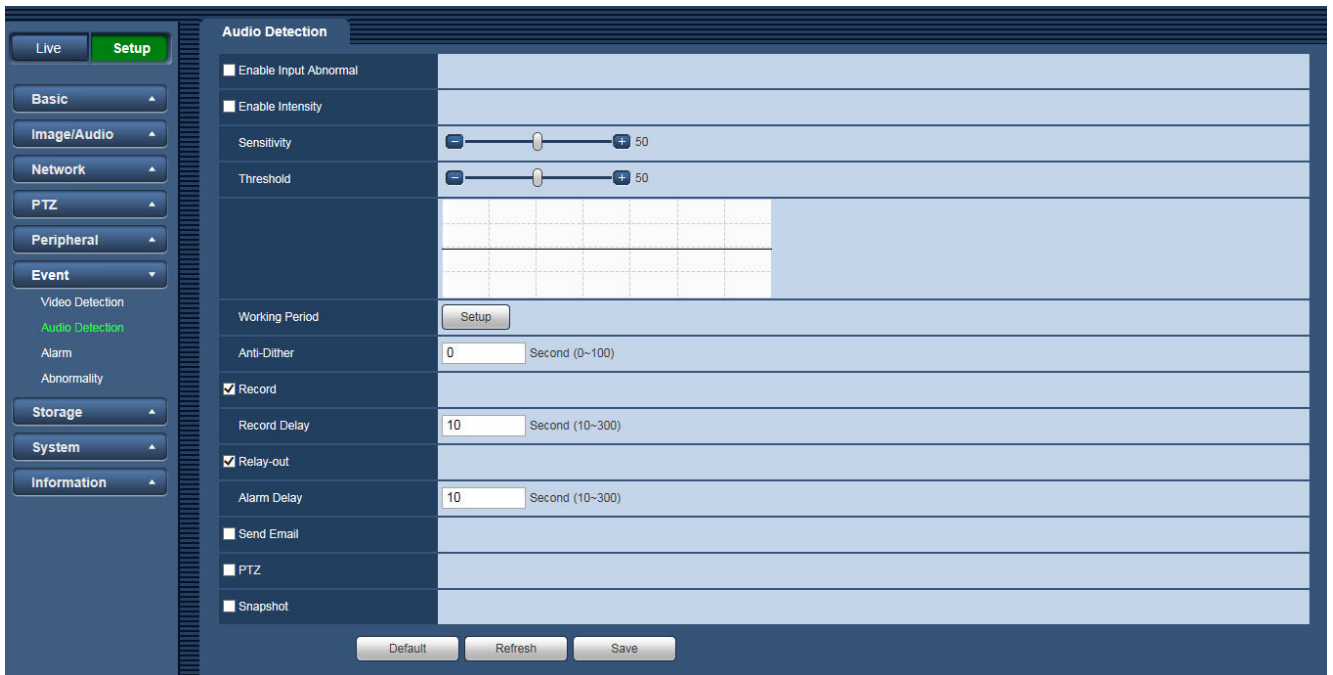 Live Setup
Basic
Image/Audio
Network
PTZ
Peripheral
Event
Video Detection
Audio Detection
Alarm
Abnormality
Storage
System
Information
Audio Detection
Enable Input Abnormal
Enable Intensity
Sensitivity 50
Threshold 50
Working Period Setup
Anti-Dither 0 Second (0~100)
Record
Record Delay 10 Second (10~300)
Relay-out
Alarm Delay 10 Second (10~300)
Send Email
PTZ
Snapshot
Default Refresh Save